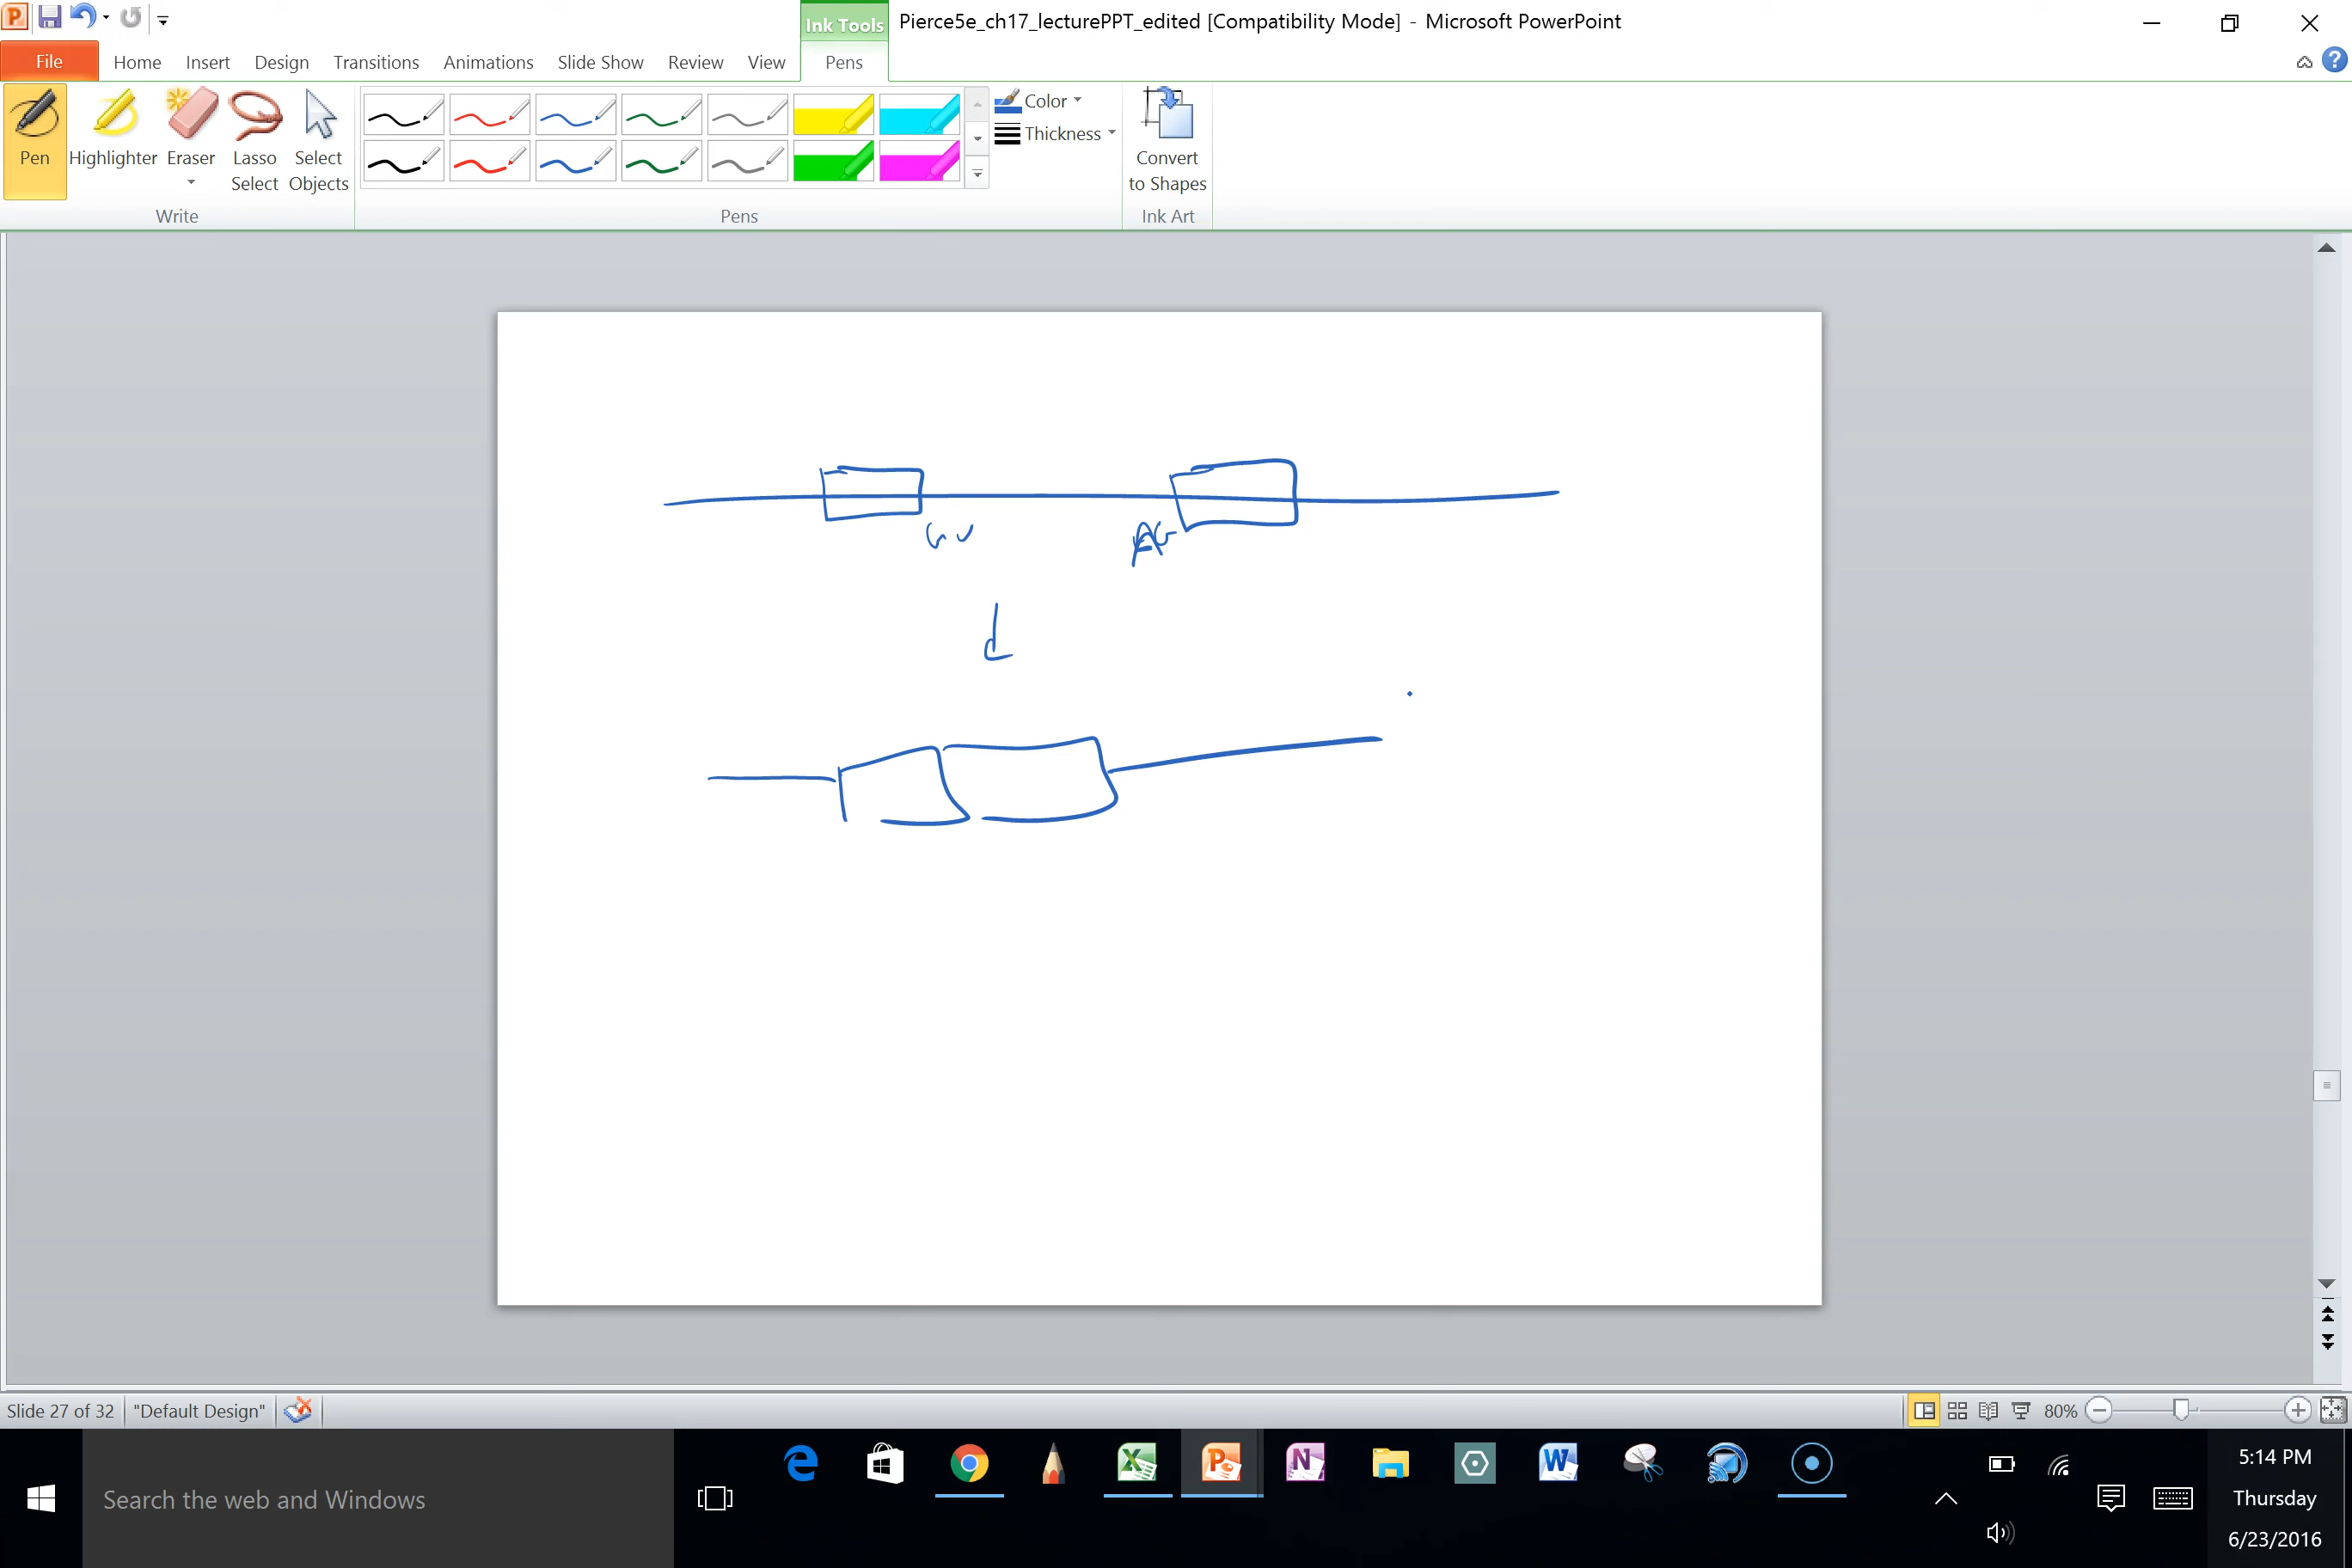 Ink Tools
Pierce5e_ch17_lecturePPT_edited [Compatibility Mode] - Microsoft PowerPoint
File Home Insert Design Transitions Animations Slide Show Review View Pens
Pen Highlighter Eraser Lasso Select Select Objects
Color
Thickness
Convert to Shapes
Write Pens Ink Art
GU AG
Slide 27 of 32 "Default Design" 80%
Search the web and Windows
5:14 PM
Thursday
6/23/2016